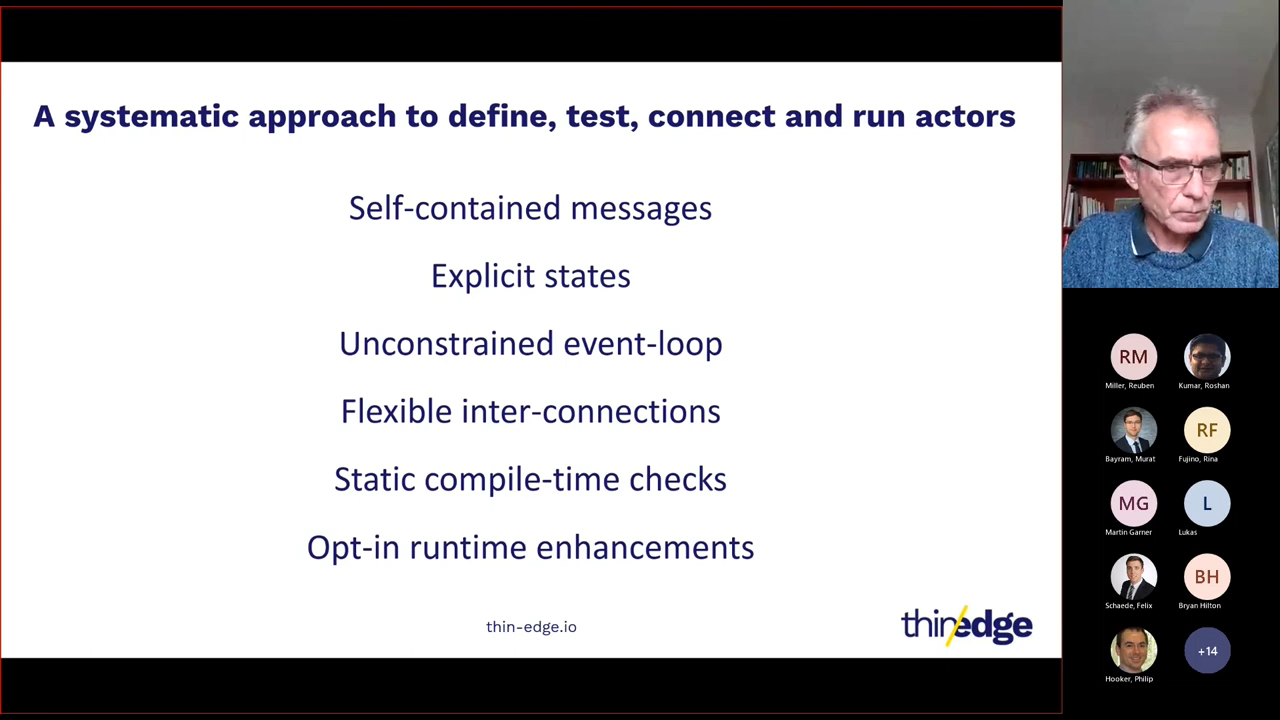 A systematic approach to define, test, connect and run actors
Self-contained messages
Explicit states
Unconstrained event-loop
Flexible inter-connections
Static compile-time checks
Opt-in runtime enhancements
thin-edge.io
thin/edge
RM
Miller, Reuben
Kumar, Roshan
Bayram, Murat
RF
Fujino, Rina
MG
Martin Garner
L
Lukas
Schaede, Felix
BH
Bryan Hilton
Hooker, Philip
+14